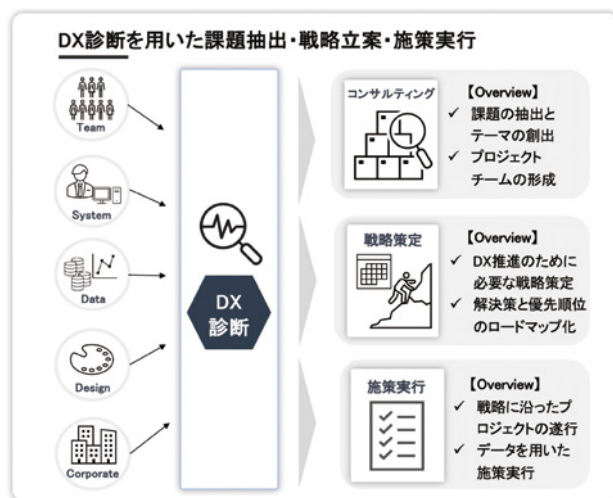 DX診断を用いた課題抽出・戦略立案・施策実行
Team
System
Data
Design
Corporate
DX
診断
コンサルティング
【Overview】
✓ 課題の抽出と
テーマの創出
✓ プロジェクト
チームの形成
戦略策定
【Overview】
✓ DX推進のために
必要な戦略策定
✓ 解決策と優先順位
のロードマップ化
施策実行
【Overview】
✓ 戦略に沿ったプ
ロジェクトの遂行
✓ データを用いた
施策実行